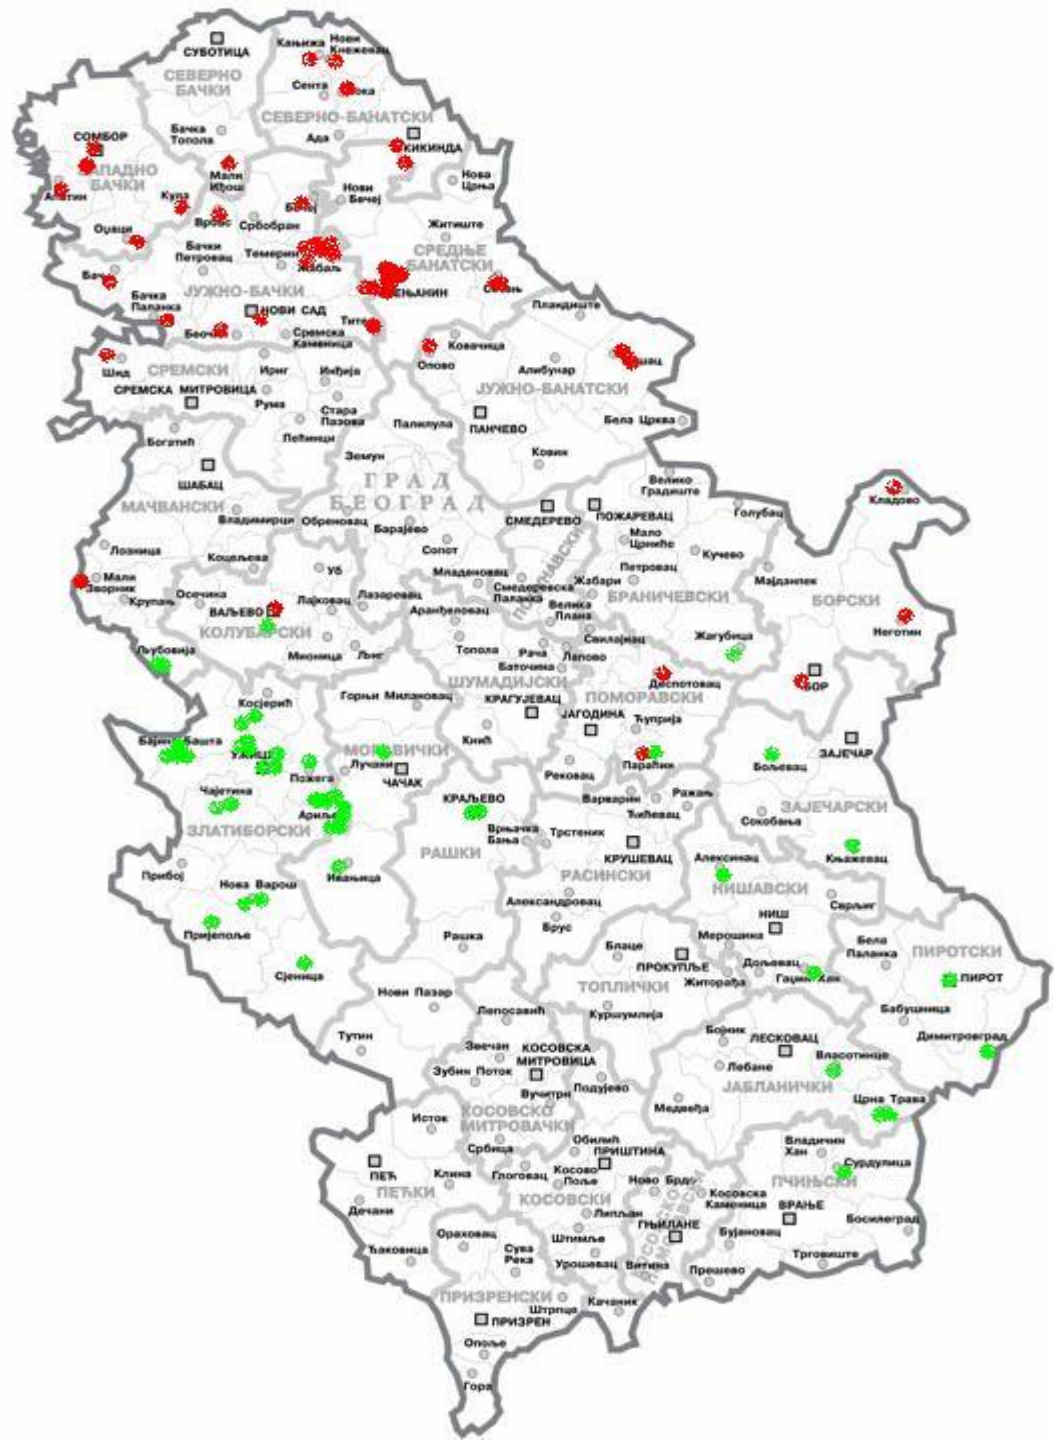 СУБОТИЦА
Кањижа
Нови
Кнежевац
СЕВЕРНО
БАЧКИ
Сента
СЕВЕРНО-БАНАТСКИ
Бачка
Топола
Ада
КИКИНДА
СОМБОР
ЗАПАДНО
БАЧКИ
Мали
Иђош
Нова
Црња
Нови
Бечеј
Кула
Србобран
Житиште
Оџаци
Бачки
Петровац
Темерин
СРЕДЊЕ
БАНАТСКИ
Жабаљ
ЈУЖНО-БАЧКИ
Бачка
Паланка
НОВИ САД
Пландиште
Сремска
Каменица
Ковачица
Опово
Алибунар
Шид
СРЕМСКИ
Ириг
Инђија
ЈУЖНО-БАНАТСКИ
СРЕМСКА МИТРОВИЦА
Рума
Стара
Пазова
Палилула
ПАНЧЕВО
Бела Црква
Пећинци
Богатић
Земун
Ковин
ШАБАЦ
ГРАД
БЕОГРАД
Велико
Градиште
Кладово
МАЧВАНСКИ
Владимирци
Обреновац
Барајево
СМЕДЕРЕВО
ПОЖАРЕВАЦ
Голубац
Лозница
Коцељева
Сопот
Мало
Црниће
Кучево
Мали
Зворник
Уб
Младеновац
Петровац
Мајданпек
Крупањ
Осечина
Лајковац
Лазаревац
Смедеревска
Паланка
Жабари
БРАНИЧЕВСКИ
БОРСКИ
ВАЉЕВО
Аранђеловац
Велика
Плана
КОЛУБАРСКИ
Неготин
Љубовија
Мионица
Љиг
Топола
Рача
Свилајнац
Лапово
Жагубица
Баточина
ШУМАДИЈСКИ
Деспотовац
БОР
Косјерић
Горњи Милановац
КРАГУЈЕВАЦ
ПОМОРАВСКИ
ЈАГОДИНА
Ћуприја
Бајина Башта
МОРАВИЧКИ
Кнић
ЗАЈЕЧАР
Лучани
ЧАЧАК
Параћин
Бољевац
Пожега
Рековац
Чајетина
КРАЉЕВО
Варварин
Ражањ
ЗАЈЕЧАРСКИ
Ариље
Ћићевац
Сокобања
ЗЛАТИБОРСКИ
Врњачка
Бања
Трстеник
РАШКИ
КРУШЕВАЦ
Алексинац
Књажевац
Прибој
Ивањица
РАСИНСКИ
НИШАВСКИ
Нова Варош
Александровац
Сврљиг
Пријепоље
Брус
НИШ
Рашка
Блаце
Мерошина
Бела
Паланка
ПИРОТСКИ
Сјеница
ПРОКУПЉЕ
Дољевац
ТОПЛИЧКИ
Житорађа
Гаџин Хан
ПИРОТ
Нови Пазар
Лепосавић
Куршумлија
Бабушница
Тутин
Бојник
ЛЕСКОВАЦ
Димитровград
Звечан
КОСОВСКА
МИТРОВИЦА
Власотинце
Зубин Поток
Лебане
ЈАБЛАНИЧКИ
Вучитрн
Подујево
Медвеђа
Црна Трава
Исток
КОСОВСКО
МИТРОВАЧКИ
Србица
Обилић
ПРИШТИНА
Владичин
Хан
Сурдулица
ПЕЋ
Клина
Глоговац
Косово
Поље
Ново Брдо
ПЧИЊСКИ
ПЕЋКИ
КОСОВСКИ
Косовска
Каменица
ВРАЊЕ
Дечани
Липљан
ГЊИЛАНЕ
Босилеград
Ђаковица
Ораховац
Штимље
Бујановац
Сува
Река
Урошевац
Витина
Прешево
Трговиште
ПРИЗРЕНСКИ
Штрпце
Качаник
ПРИЗРЕН
Опоље
Гора